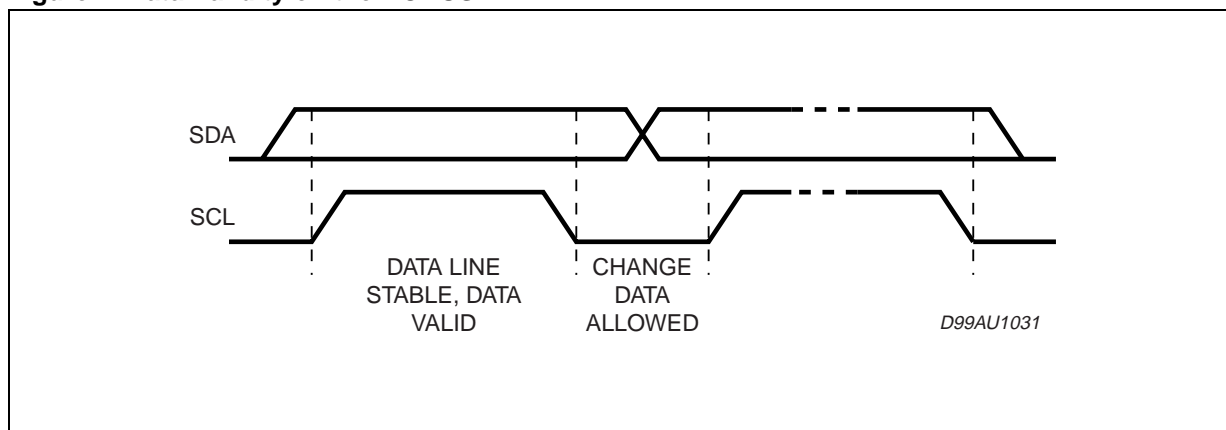 SDA
SCL
DATA LINE
STABLE, DATA
VALID
CHANGE
DATA
ALLOWED
D99AU1031